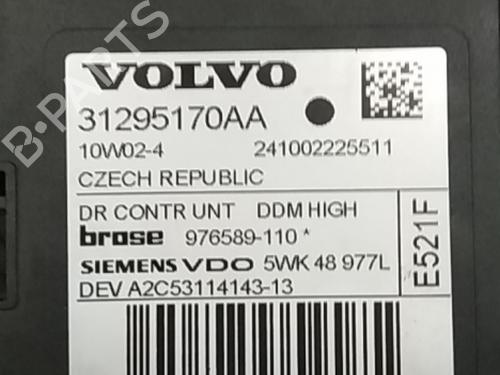 VOLVO
31295170AA
10W02-4 241002225511
CZECH REPUBLIC
DR CONTR UNT DDM HIGH
brose 976589-110 *
SIEMENS VDO 5WK 48 977L
DEV A2C53114143-13
E521F
B-PARTS